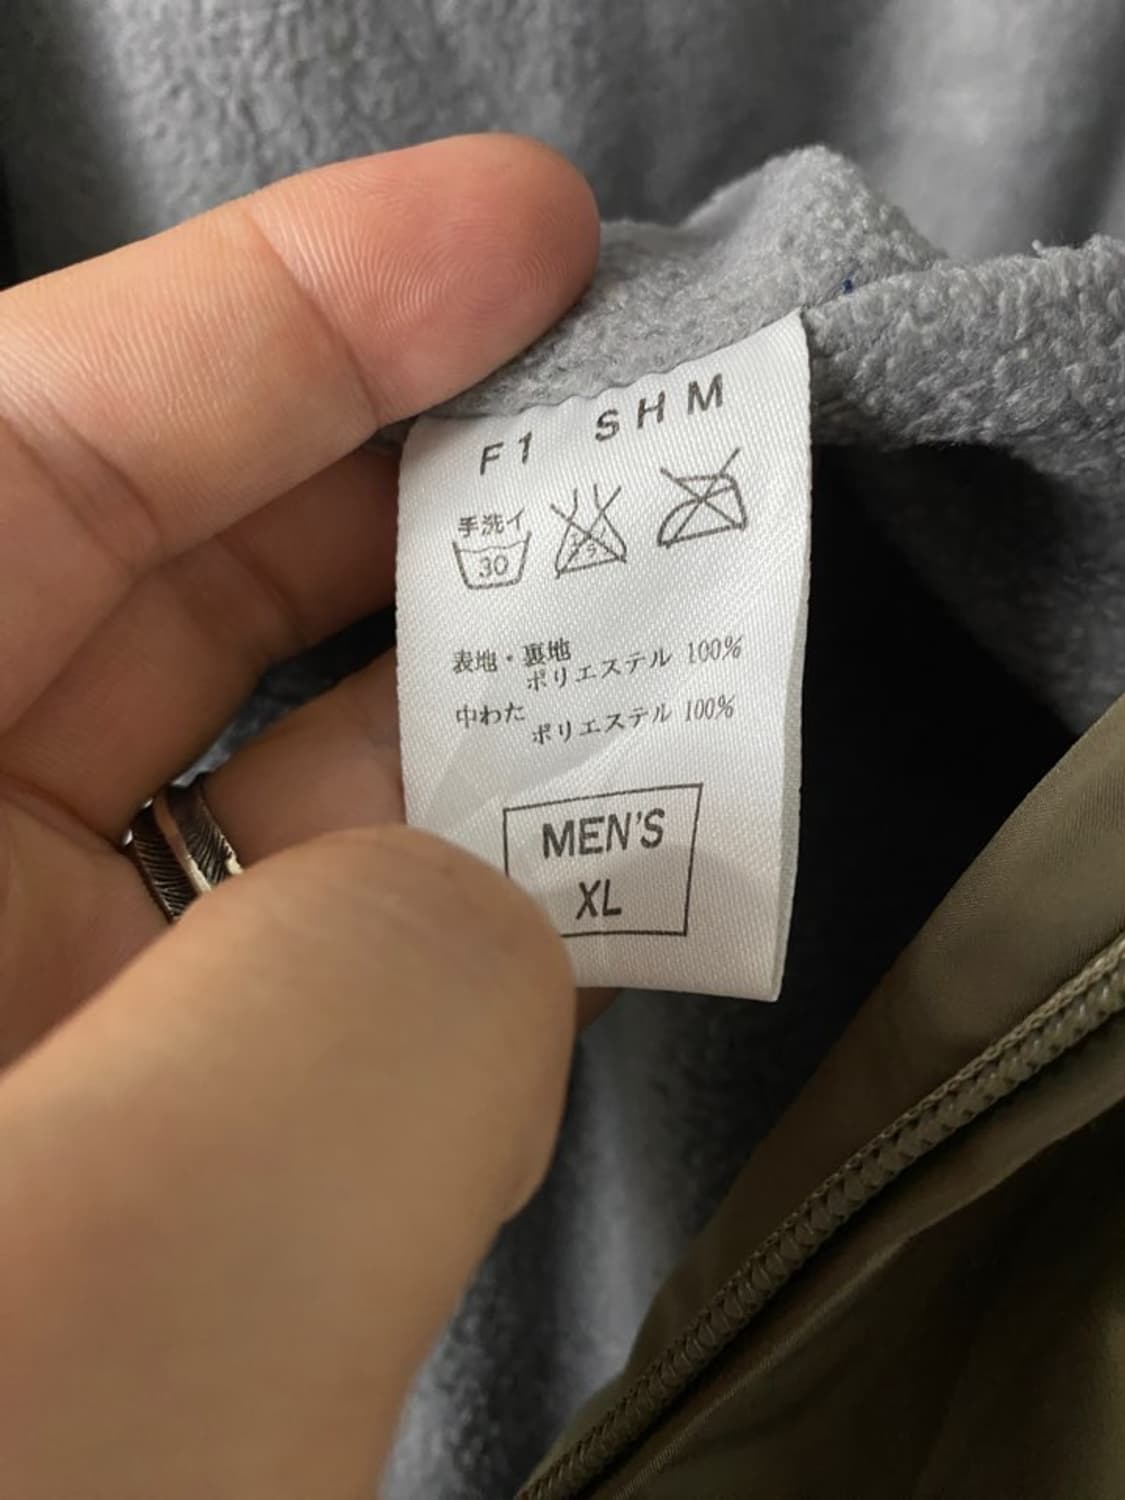 F1 SHM
手洗イ
30
表地・裏地
ポリエステル 100%
中わた
ポリエステル 100%
MEN'S
XL